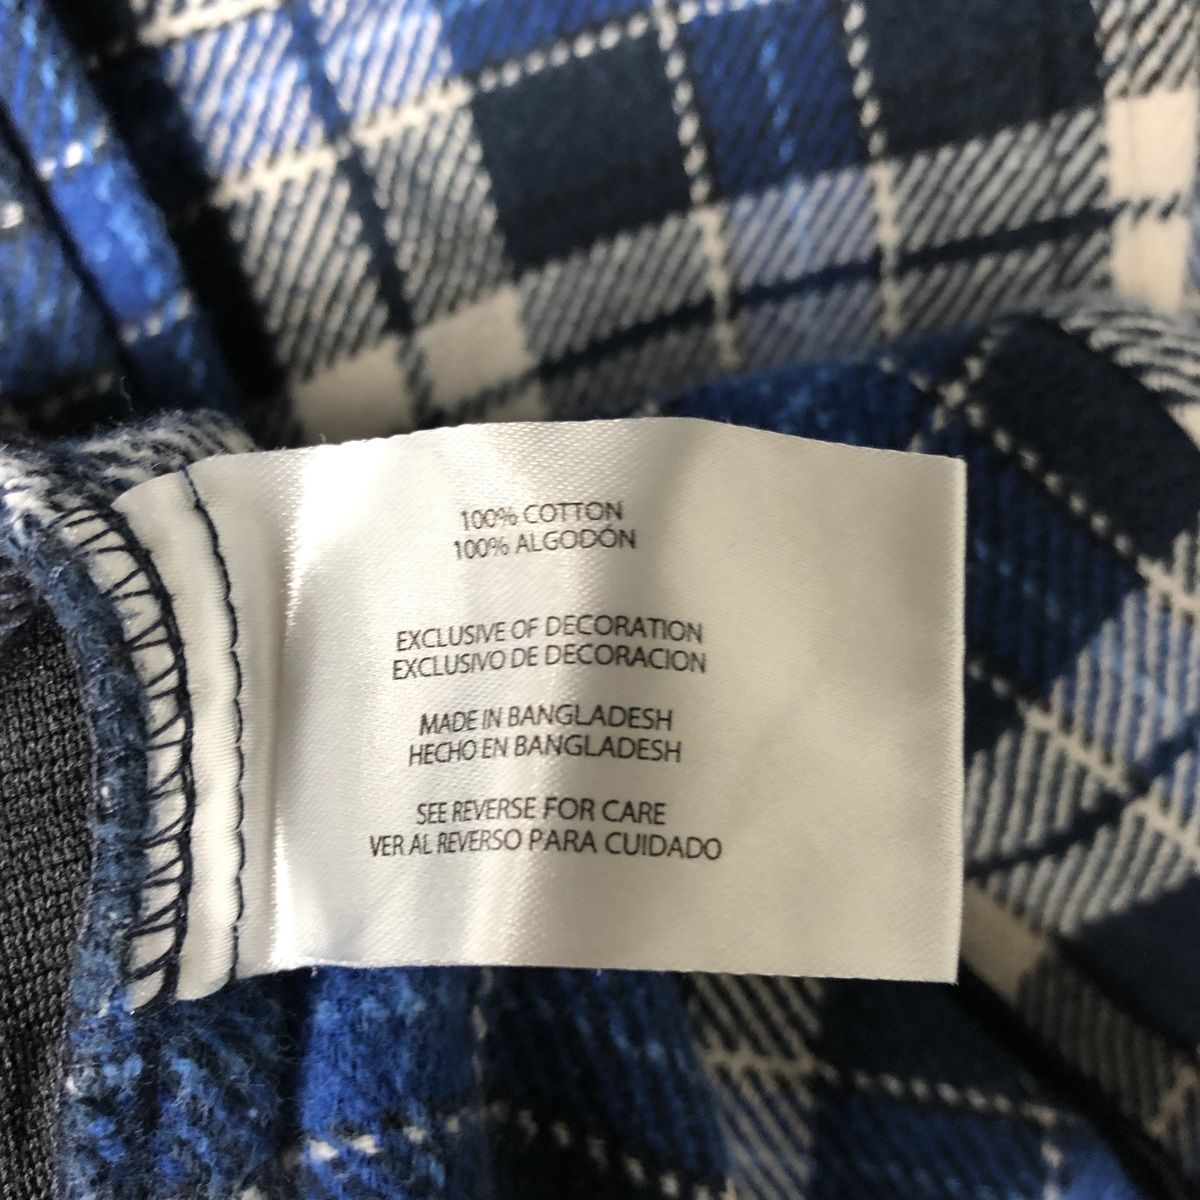 100% COTTON
100% ALGODÓN
EXCLUSIVE OF DECORATION
EXCLUSIVO DE DECORACION
MADE IN BANGLADESH
HECHO EN BANGLADESH
SEE REVERSE FOR CARE
VER AL REVERSO PARA CUIDADO